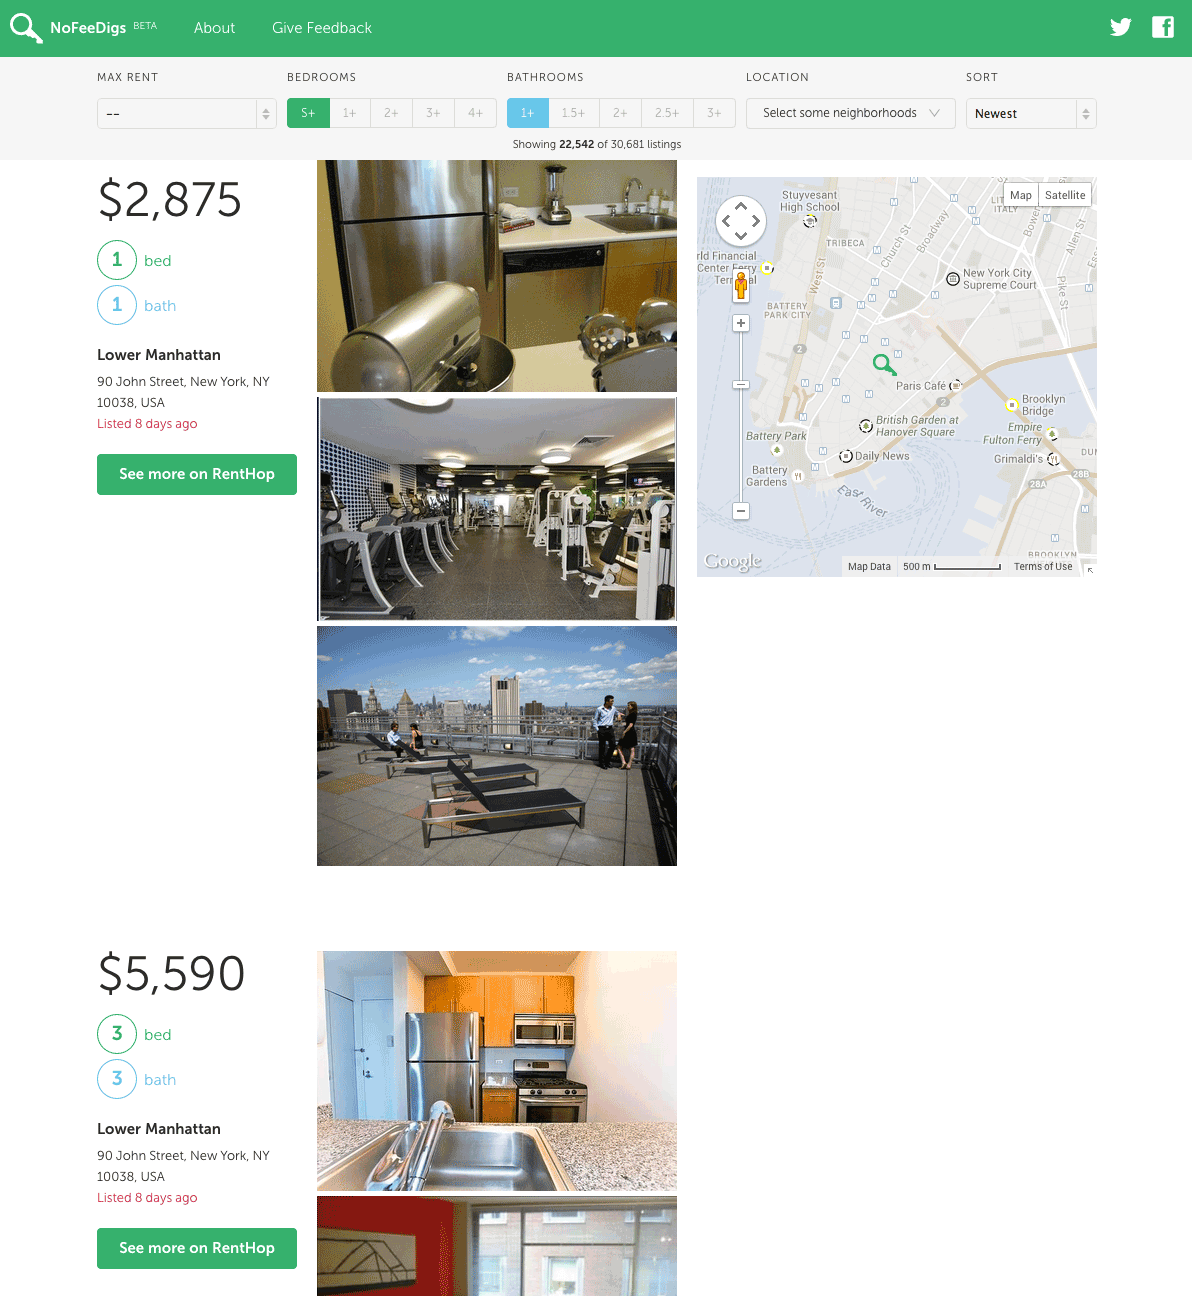 NoFeeDigs BETA About Give Feedback
MAX RENT BEDROOMS BATHROOMS LOCATION SORT
-- S+ 1+ 2+ 3+ 4+ 1+ 1.5+ 2+ 2.5+ 3+ Select some neighborhoods Newest
Showing 22,542 of 30,681 listings
$2,875
1 bed
1 bath
Lower Manhattan
90 John Street, New York, NY
10038, USA
Listed 8 days ago
See more on RentHop
Map Satellite
Stuyvesant
High School
LIT
ITALY
TRIBECA
Church St
Broadway
Bowery
Allen St
West St
rld Financial
Center Ferry
Terminal
New York City
Supreme Court
Pike St
BATTERY
PARK CITY
2
Paris Café
2
Brooklyn
Bridge
British Garden at
Hanover Square
Empire
Fulton Ferry
Battery Park
Daily News
Grimaldi's
DUM
Battery
Gardens
28B
28A
East River
BROOKLYN
Google
Map Data 500 m Terms of Use
$5,590
3 bed
3 bath
Lower Manhattan
90 John Street, New York, NY
10038, USA
Listed 8 days ago
See more on RentHop